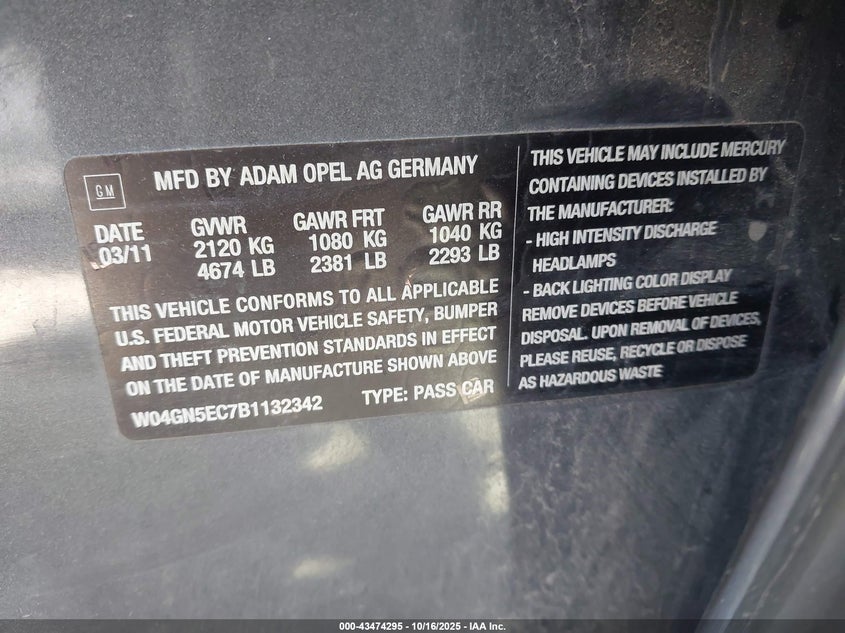 GM
MFD BY ADAM OPEL AG GERMANY
DATE GVWR GAWR FRT GAWR RR
03/11 2120 KG 1080 KG 1040 KG
4674 LB 2381 LB 2293 LB
THIS VEHICLE CONFORMS TO ALL APPLICABLE
U.S. FEDERAL MOTOR VEHICLE SAFETY, BUMPER
AND THEFT PREVENTION STANDARDS IN EFFECT
ON THE DATE OF MANUFACTURE SHOWN ABOVE
W04GN5EC7B1132342 TYPE: PASS CAR
THIS VEHICLE MAY INCLUDE MERCURY
CONTAINING DEVICES INSTALLED BY
THE MANUFACTURER:
- HIGH INTENSITY DISCHARGE
HEADLAMPS
- BACK LIGHTING COLOR DISPLAY
REMOVE DEVICES BEFORE VEHICLE
DISPOSAL. UPON REMOVAL OF DEVICES,
PLEASE REUSE, RECYCLE OR DISPOSE
AS HAZARDOUS WASTE
000-43474295 - 10/16/2025 - IAA Inc.